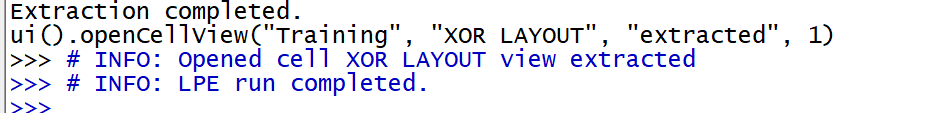 Extraction completed.
ui().openCellView("Training", "XOR LAYOUT", "extracted", 1)
>>> # INFO: Opened cell XOR LAYOUT view extracted
>>> # INFO: LPE run completed.
>>>